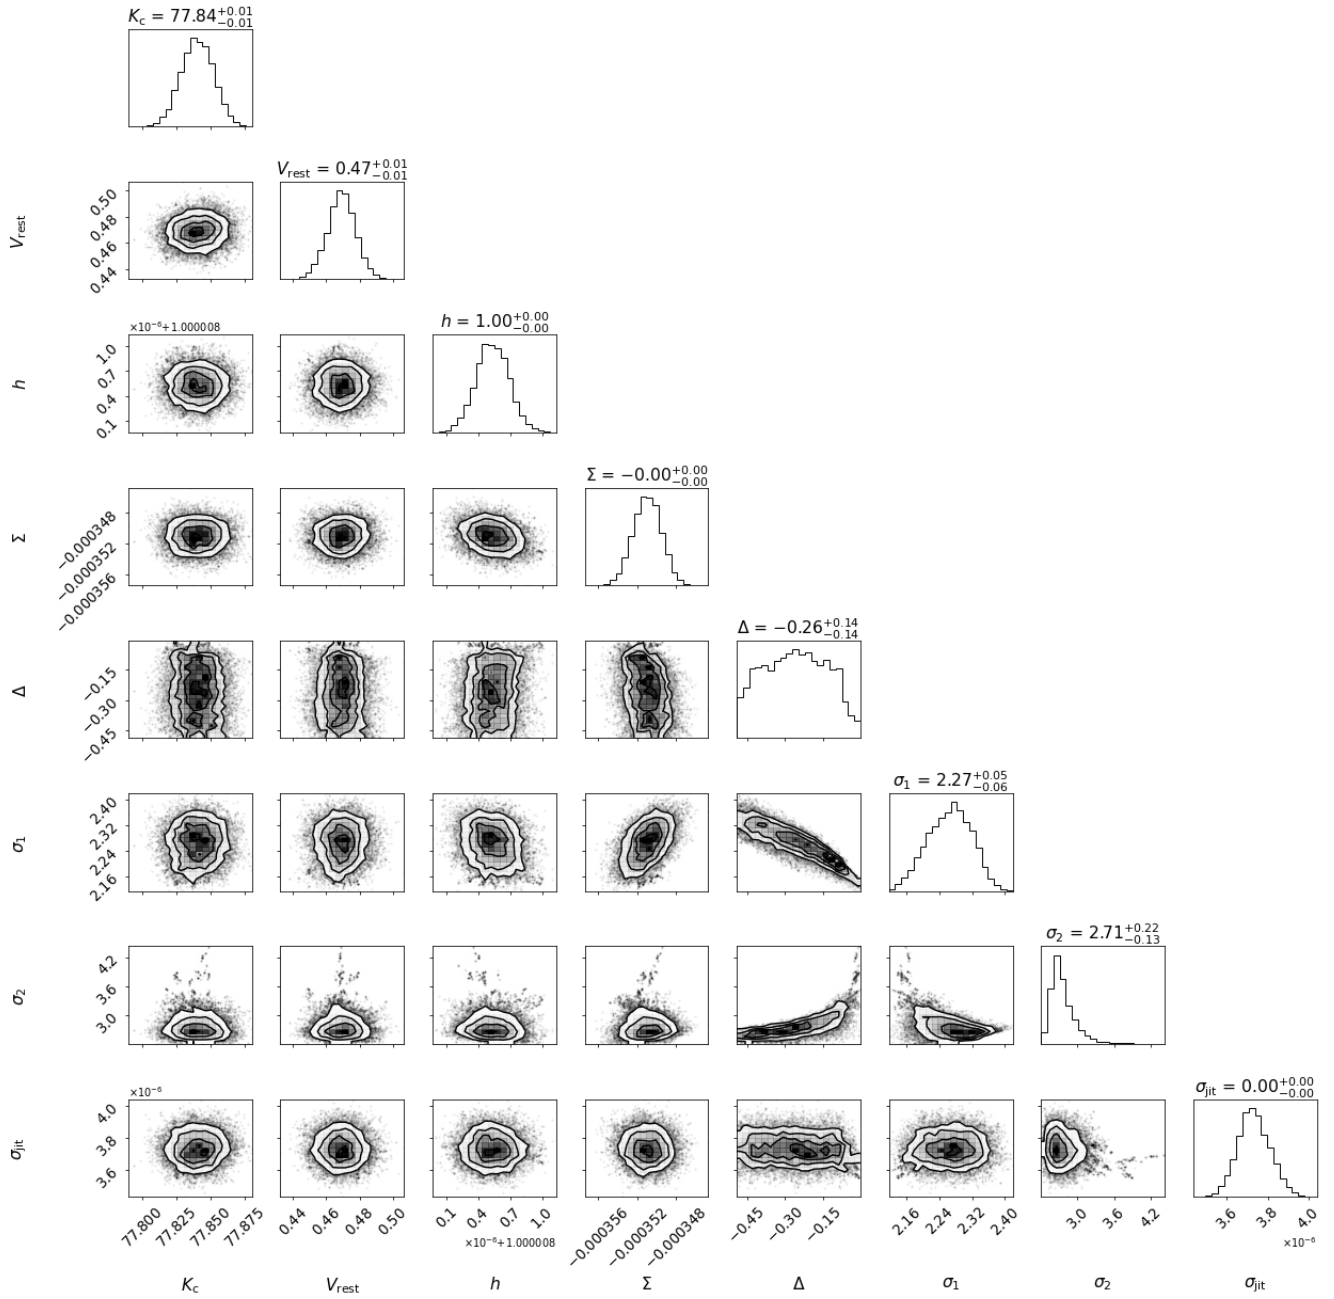 K_c = 77.84^{+0.01}_{−0.01}
V_rest = 0.47^{+0.01}_{−0.01}
0.50
0.48
0.46
0.44
V_rest
×10⁻⁶+1.000008
h = 1.00^{+0.00}_{−0.00}
1.0
0.7
0.4
0.1
h
Σ = −0.00^{+0.00}_{−0.00}
−0.000348
−0.000352
−0.000356
Σ
Δ = −0.26^{+0.14}_{−0.14}
−0.15
−0.30
−0.45
Δ
σ₁ = 2.27^{+0.05}_{−0.06}
2.40
2.32
2.24
2.16
σ₁
σ₂ = 2.71^{+0.22}_{−0.13}
4.2
3.6
3.0
σ₂
×10⁻⁶
σ_jit = 0.00^{+0.00}_{−0.00}
4.0
3.8
3.6
σ_jit
77.800 77.825 77.850 77.875 0.44 0.46 0.48 0.50 0.1 0.4 0.7 1.0 −0.000356 −0.000352 −0.000348 −0.45 −0.30 −0.15 2.16 2.24 2.32 2.40 3.0 3.6 4.2 3.6 3.8 4.0
×10⁻⁶+1.000008 ×10⁻⁶
K_c V_rest h Σ Δ σ₁ σ₂ σ_jit